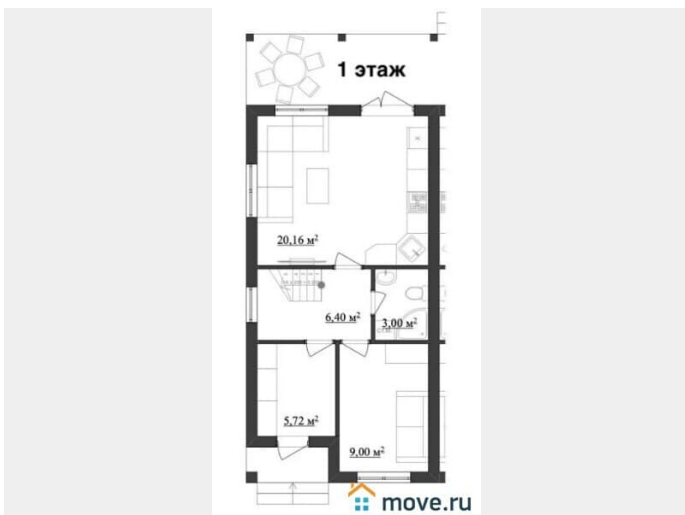 1 этаж
20,16 м²
6,40 м²
3,00 м²
5,72 м²
9,00 м²
move.ru